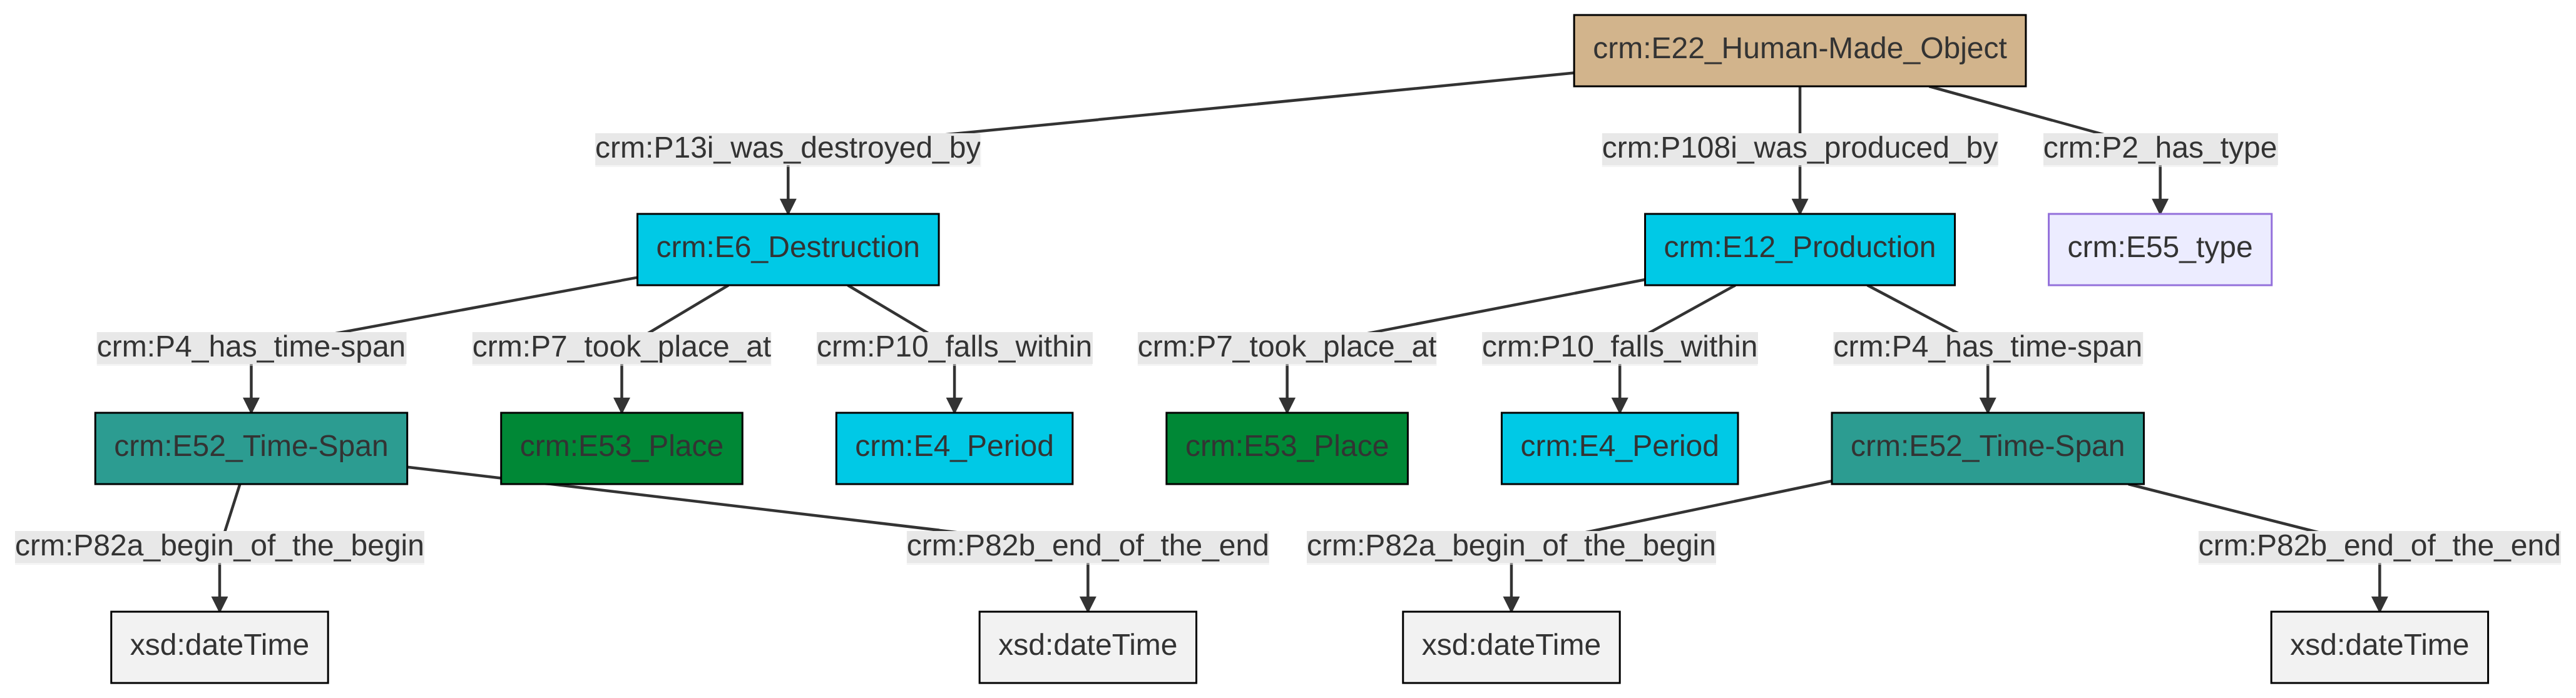 crm:E22_Human-Made_Object
crm:P13i_was_destroyed_by
crm:P108i_was_produced_by
crm:P2_has_type
crm:E6_Destruction
crm:E12_Production
crm:E55_type
crm:P4_has_time-span
crm:P7_took_place_at
crm:P10_falls_within
crm:P7_took_place_at
crm:P10_falls_within
crm:P4_has_time-span
crm:E52_Time-Span
crm:E53_Place
crm:E4_Period
crm:E53_Place
crm:E4_Period
crm:E52_Time-Span
crm:P82a_begin_of_the_begin
crm:P82b_end_of_the_end
crm:P82a_begin_of_the_begin
crm:P82b_end_of_the_end
xsd:dateTime
xsd:dateTime
xsd:dateTime
xsd:dateTime